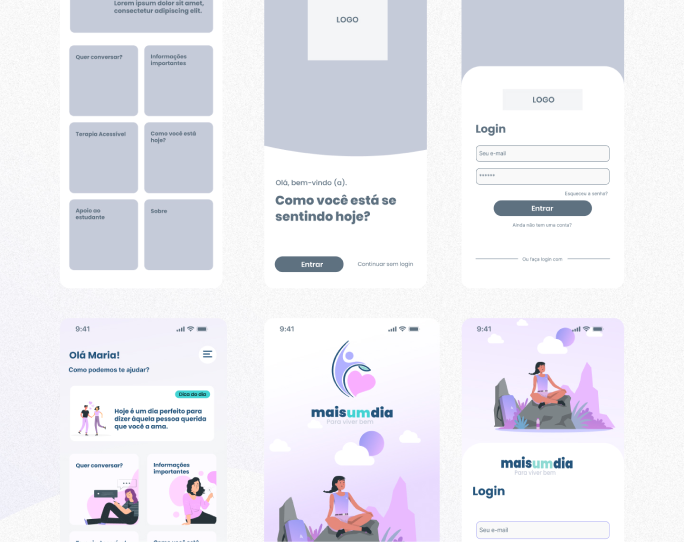 Lorem ipsum dolor sit amet,
consectetur adipiscing elit.
Quer conversar?
Informações
importantes
Terapia Acessível
Como você está
hoje?
Apoio ao
estudante
Sobre
LOGO
Olá, bem-vindo (a).
Como você está se
sentindo hoje?
Entrar
Continuar sem login
LOGO
Login
Seu e-mail
******
Esqueceu a senha?
Entrar
Ainda não tem uma conta?
Ou faça login com
9:41
Olá Maria!
Como podemos te ajudar?
Dica do dia
Hoje é um dia perfeito para
dizer àquela pessoa querida
que você a ama.
Quer conversar?
Informações
importantes
9:41
maisumdia
Para viver bem
9:41
maisumdia
Para viver bem
Login
Seu e-mail